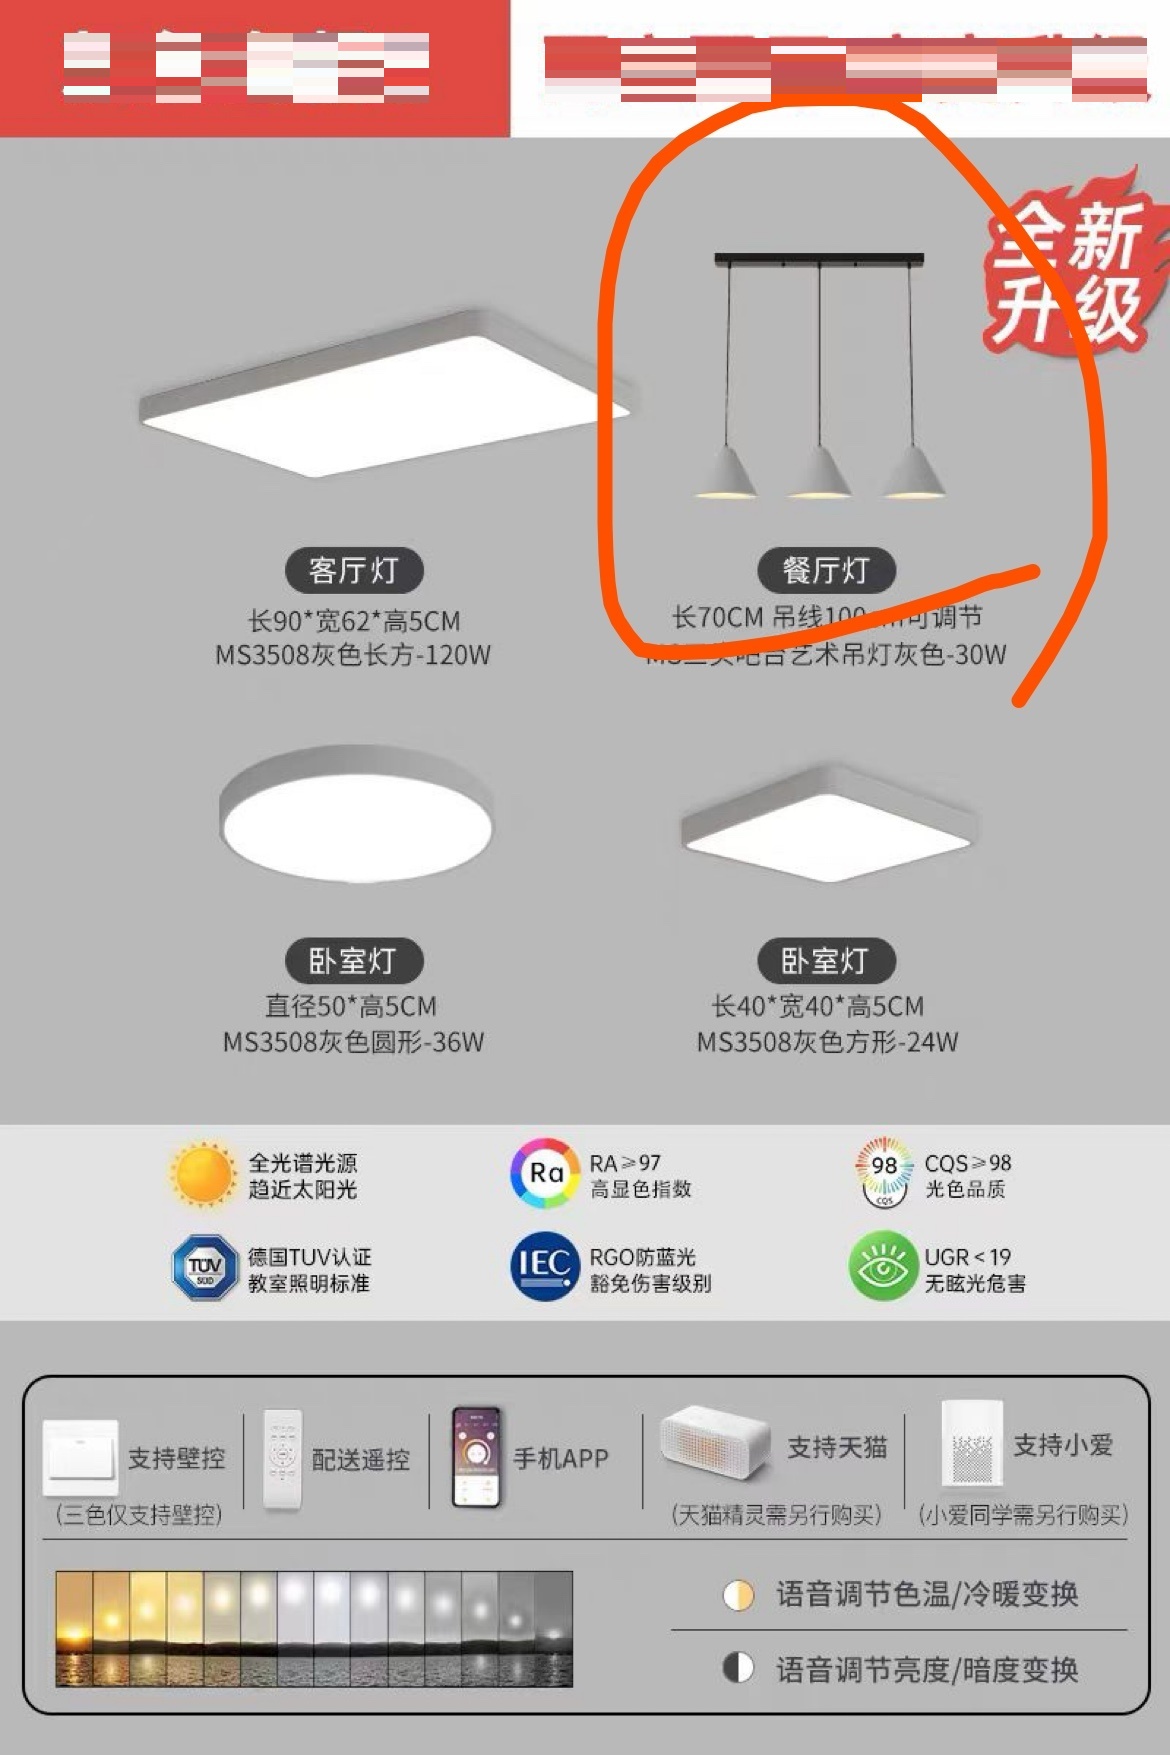 全新
升级
客厅灯
长90*宽62*高5CM
MS3508灰色长方-120W
餐厅灯
长70CM 吊线100cm可调节
MS三头吧台艺术吊灯灰色-30W
卧室灯
直径50*高5CM
MS3508灰色圆形-36W
卧室灯
长40*宽40*高5CM
MS3508灰色方形-24W
全光谱光源
趋近太阳光
Ra
RA≥97
高显色指数
98
CQS
CQS≥98
光色品质
TUV
SUD
德国TUV认证
教室照明标准
IEC
RGO防蓝光
豁免伤害级别
UGR<19
无眩光危害
支持壁控
(三色仅支持壁控)
配送遥控
手机APP
支持天猫
(天猫精灵需另行购买)
支持小爱
(小爱同学需另行购买)
语音调节色温/冷暖变换
语音调节亮度/暗度变换